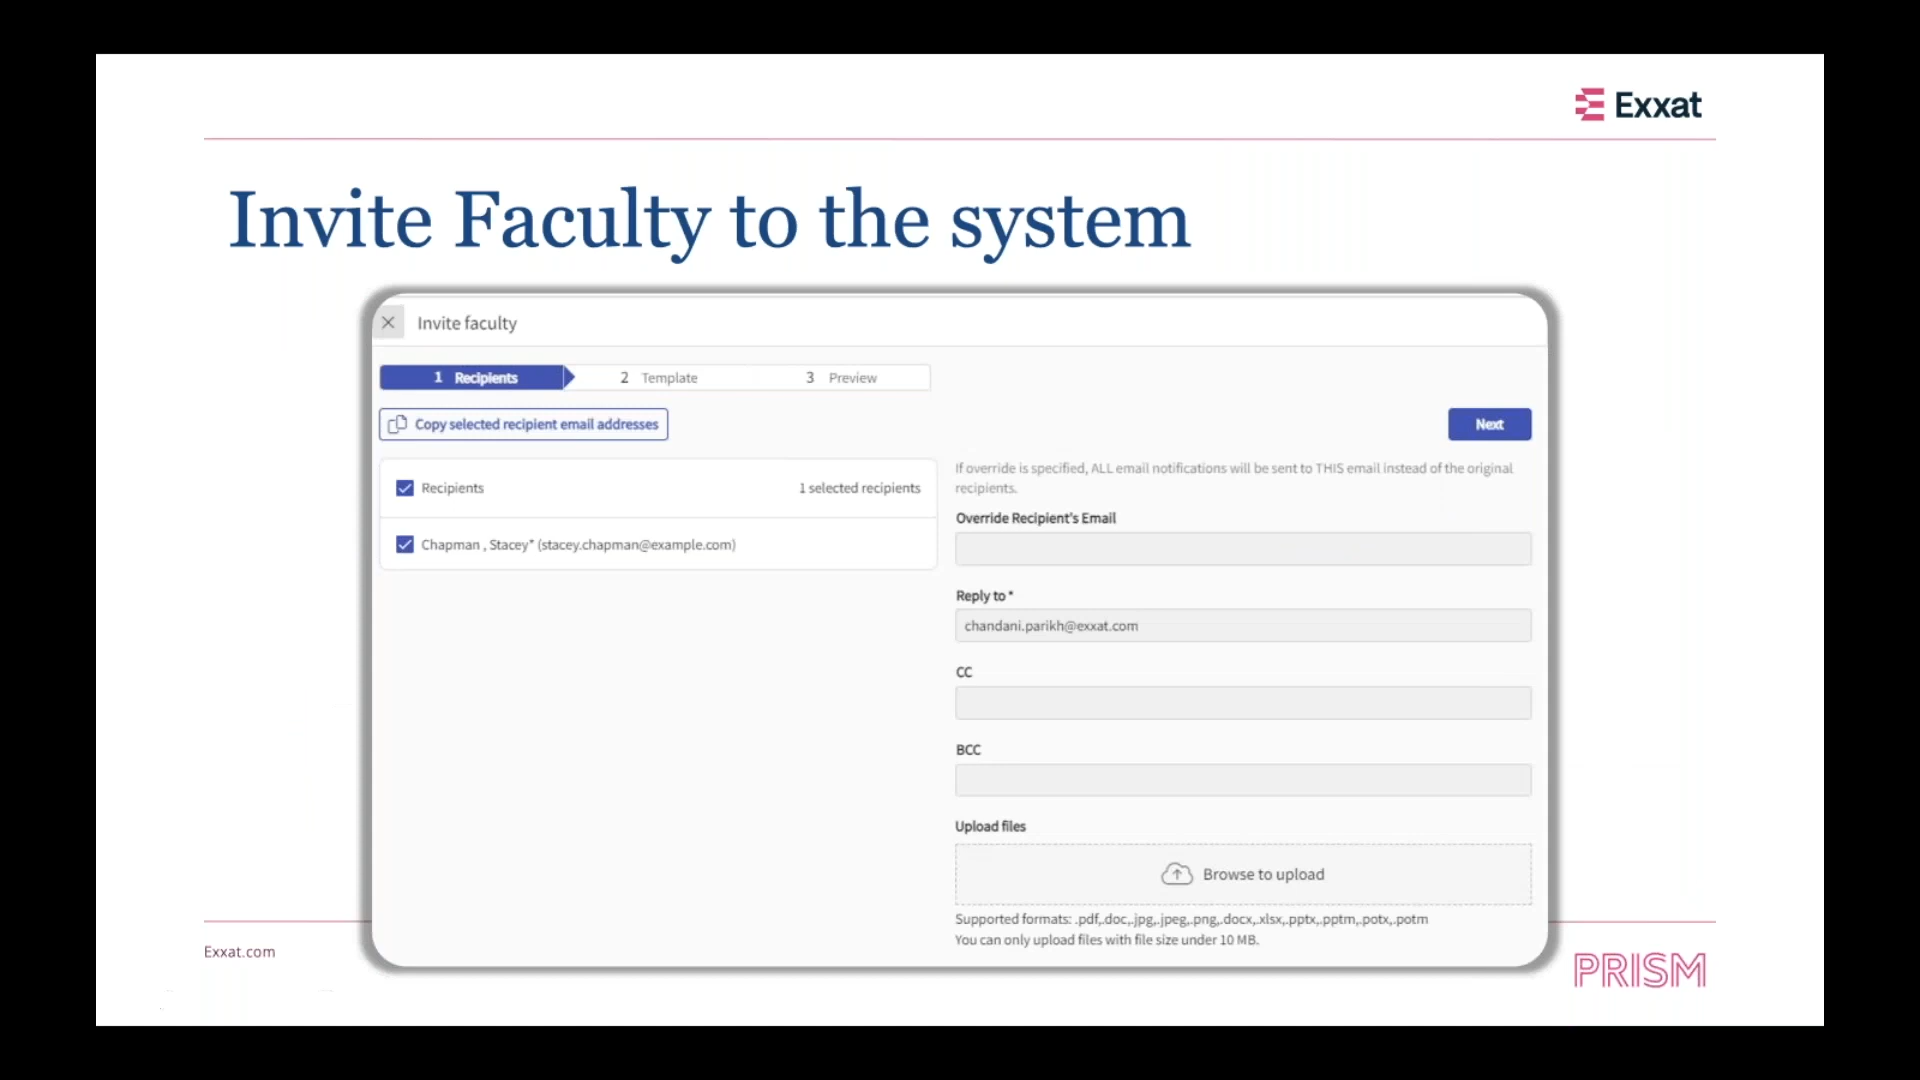 Exxat
Invite Faculty to the system
Invite faculty
1 Recipients 2 Template 3 Preview
Copy selected recipient email addresses
Next
Recipients 1 selected recipients
Chapman , Stacey* (stacey.chapman@example.com)
If override is specified, ALL email notifications will be sent to THIS email instead of the original
recipients.
Override Recipient's Email
Reply to *
chandani.parikh@exxat.com
CC
BCC
Upload files
Browse to upload
Supported formats: .pdf,.doc,.jpg,.jpeg,.png,.docx,.xlsx,.pptx,.pptm,.potx,.potm
You can only upload files with file size under 10 MB.
Exxat.com
PRISM